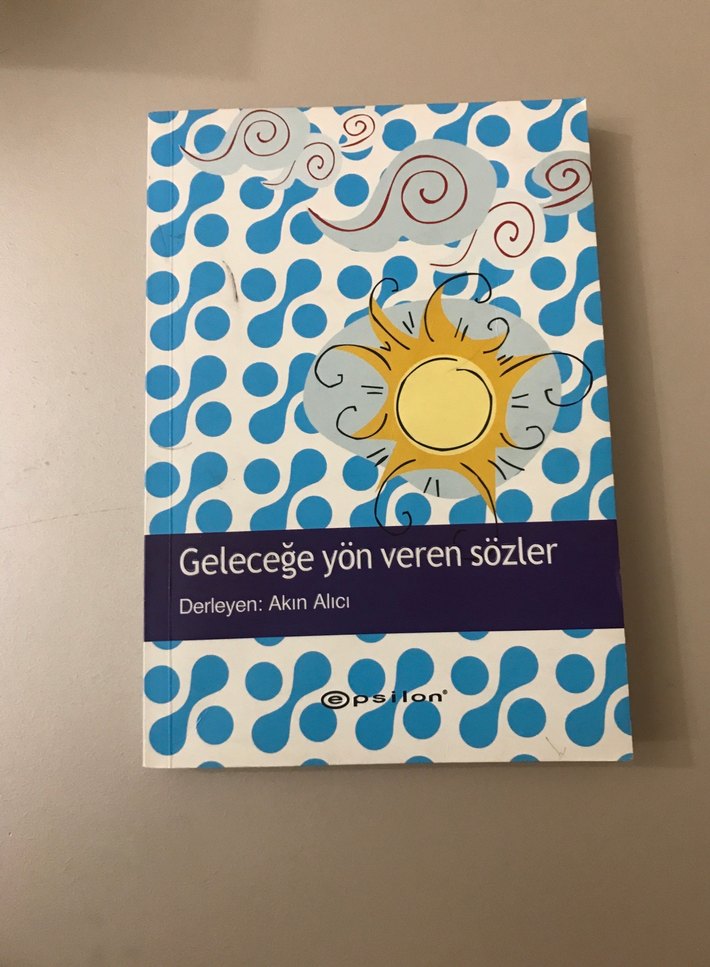 Geleceğe yön veren sözler
Derleyen: Akın Alıcı
epsilon®